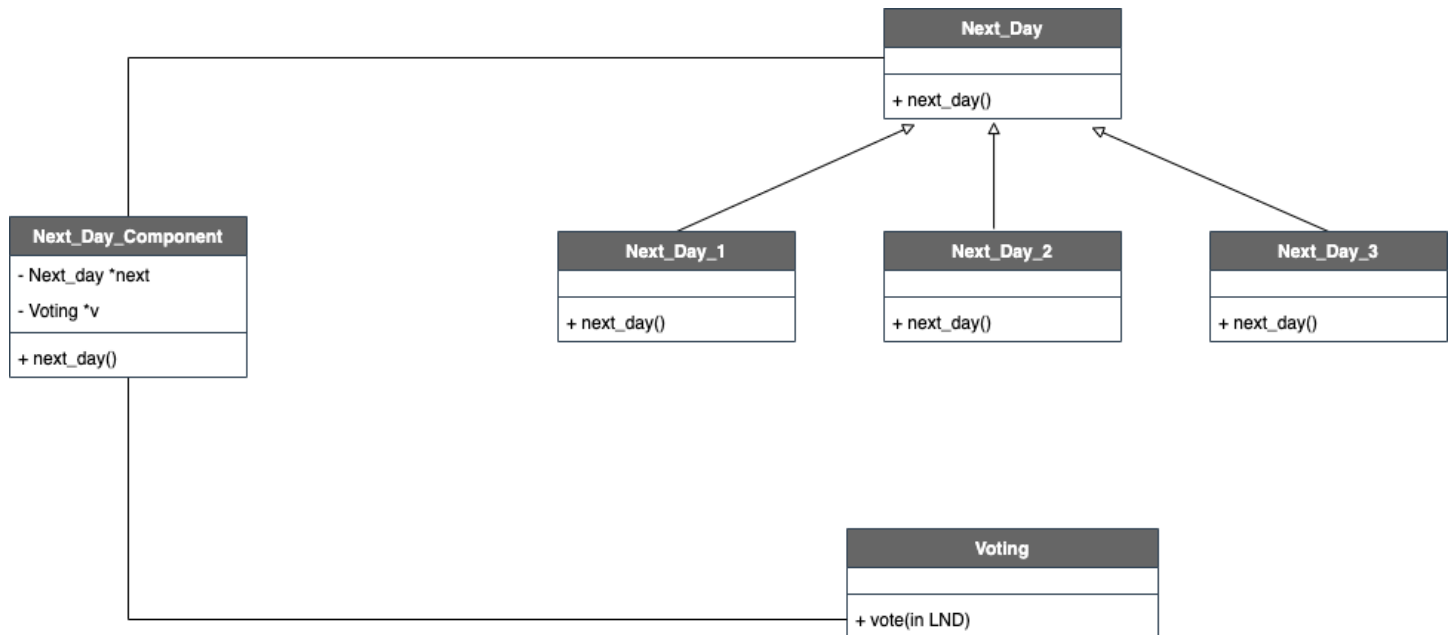 Next_Day
+ next_day()
Next_Day_Component
- Next_day *next
- Voting *v
+ next_day()
Next_Day_1
+ next_day()
Next_Day_2
+ next_day()
Next_Day_3
+ next_day()
Voting
+ vote(in LND)